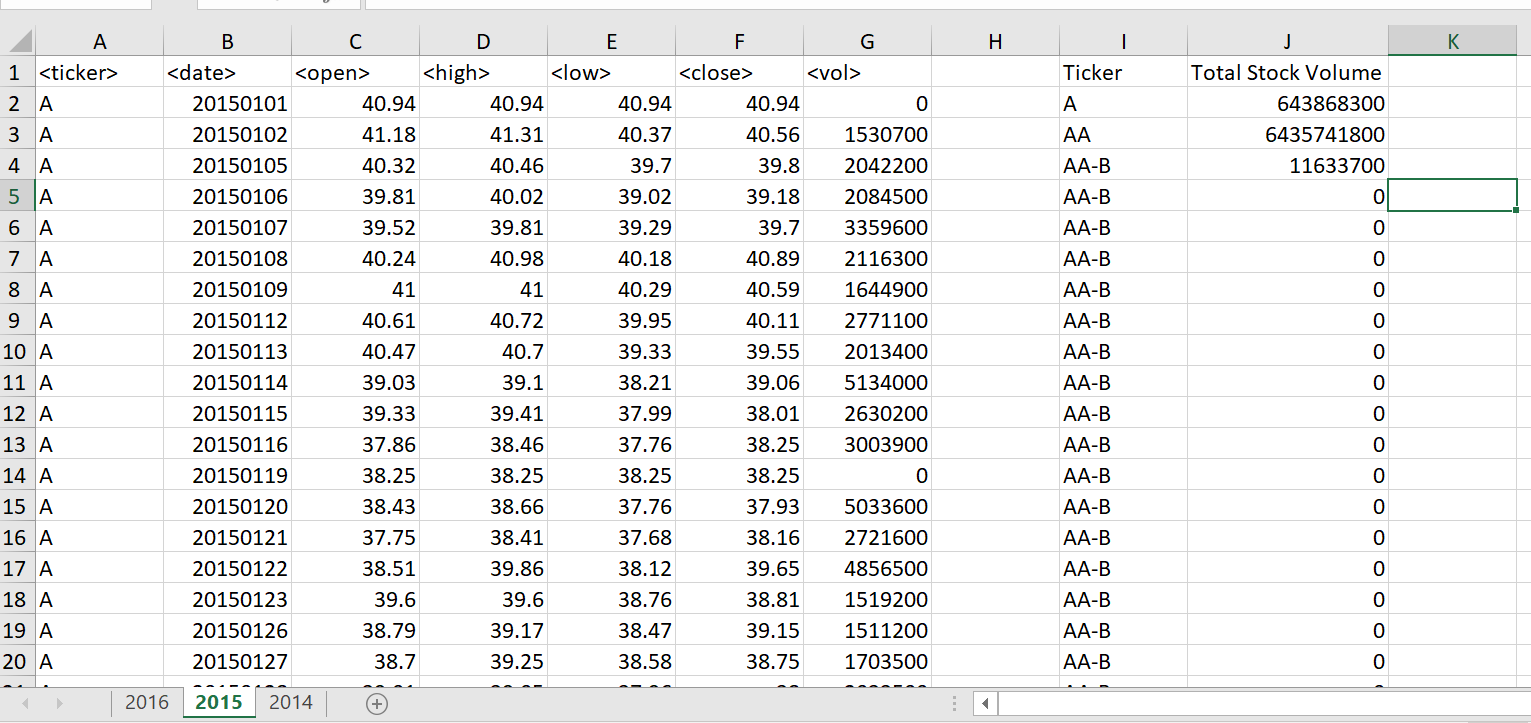 A B C D E F G H I J K
1 <ticker> <date> <open> <high> <low> <close> <vol> Ticker Total Stock Volume
2 A 20150101 40.94 40.94 40.94 40.94 0 A 643868300
3 A 20150102 41.18 41.31 40.37 40.56 1530700 AA 6435741800
4 A 20150105 40.32 40.46 39.7 39.8 2042200 AA-B 11633700
5 A 20150106 39.81 40.02 39.02 39.18 2084500 AA-B 0
6 A 20150107 39.52 39.81 39.29 39.7 3359600 AA-B 0
7 A 20150108 40.24 40.98 40.18 40.89 2116300 AA-B 0
8 A 20150109 41 41 40.29 40.59 1644900 AA-B 0
9 A 20150112 40.61 40.72 39.95 40.11 2771100 AA-B 0
10 A 20150113 40.47 40.7 39.33 39.55 2013400 AA-B 0
11 A 20150114 39.03 39.1 38.21 39.06 5134000 AA-B 0
12 A 20150115 39.33 39.41 37.99 38.01 2630200 AA-B 0
13 A 20150116 37.86 38.46 37.76 38.25 3003900 AA-B 0
14 A 20150119 38.25 38.25 38.25 38.25 0 AA-B 0
15 A 20150120 38.43 38.66 37.76 37.93 5033600 AA-B 0
16 A 20150121 37.75 38.41 37.68 38.16 2721600 AA-B 0
17 A 20150122 38.51 39.86 38.12 39.65 4856500 AA-B 0
18 A 20150123 39.6 39.6 38.76 38.81 1519200 AA-B 0
19 A 20150126 38.79 39.17 38.47 39.15 1511200 AA-B 0
20 A 20150127 38.7 39.25 38.58 38.75 1703500 AA-B 0
2016 2015 2014